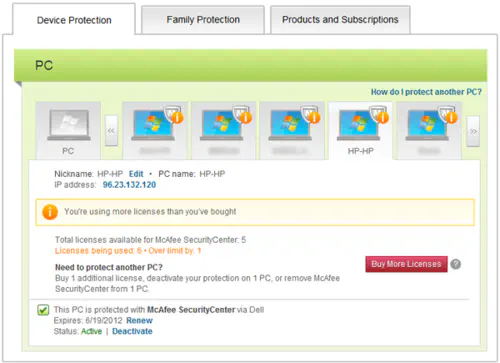 Device Protection
Family Protection
Products and Subscriptions
PC
How do I protect another PC?
PC
«
HP-HP
»
Nickname: HP-HP Edit • PC name: HP-HP
IP address: 96.23.132.120
You're using more licenses than you've bought
Total licenses available for McAfee SecurityCenter: 5
Licenses being used: 6 • Over limit by: 1
Need to protect another PC?
Buy 1 additional license, deactivate your protection on 1 PC, or remove McAfee
SecurityCenter from 1 PC.
Buy More Licenses ?
This PC is protected with McAfee SecurityCenter via Dell
Expires: 6/19/2012 Renew
Status: Active | Deactivate